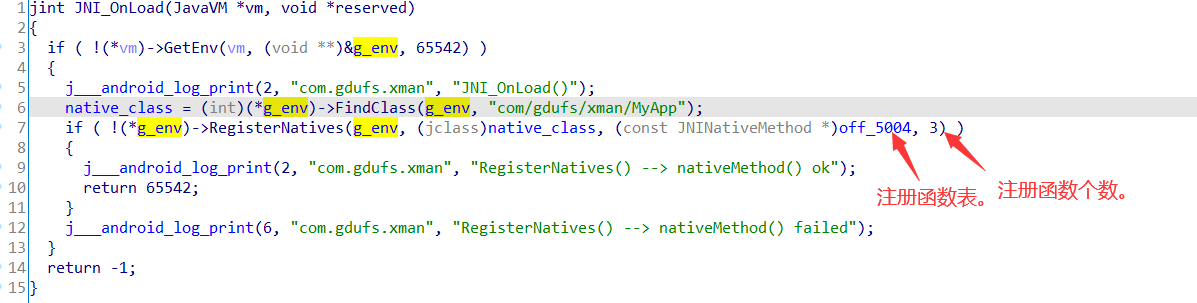 1 jint JNI_OnLoad(JavaVM *vm, void *reserved)
2 {
3 if ( !(*vm)->GetEnv(vm, (void **)&g_env, 65542) )
4 {
5 j___android_log_print(2, "com.gdufs.xman", "JNI_OnLoad()");
6 native_class = (int)(*g_env)->FindClass(g_env, "com/gdufs/xman/MyApp");
7 if ( !(*g_env)->RegisterNatives(g_env, (jclass)native_class, (const JNINativeMethod *)off_5004, 3) )
8 {
9 j___android_log_print(2, "com.gdufs.xman", "RegisterNatives() --> nativeMethod() ok");
10 return 65542;
11 }
12 j___android_log_print(6, "com.gdufs.xman", "RegisterNatives() --> nativeMethod() failed");
13 }
14 return -1;
15 }
注册函数表。
注册函数个数。